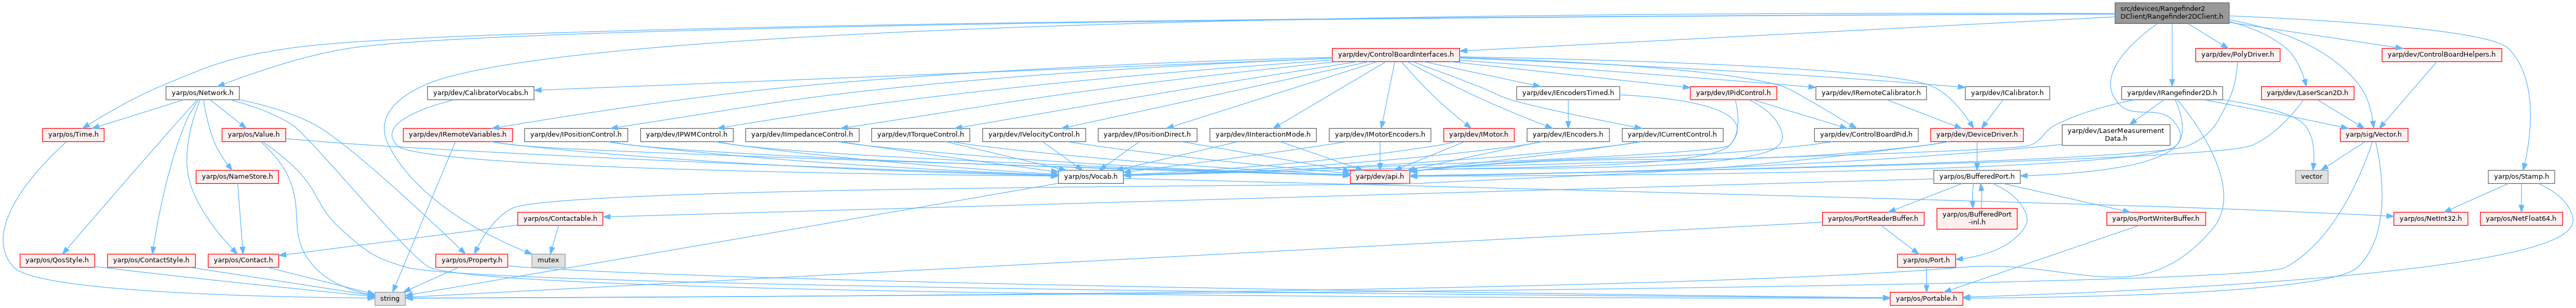 src/devices/Rangefinder2
DClient/Rangefinder2DClient.h
yarp/dev/ControlBoardInterfaces.h
yarp/dev/PolyDriver.h
yarp/dev/ControlBoardHelpers.h
yarp/os/Network.h
yarp/dev/CalibratorVocabs.h
yarp/dev/IEncodersTimed.h
yarp/dev/IPidControl.h
yarp/dev/IRemoteCalibrator.h
yarp/dev/ICalibrator.h
yarp/dev/IRangefinder2D.h
yarp/dev/LaserScan2D.h
yarp/os/Time.h
yarp/os/Value.h
yarp/dev/IRemoteVariables.h
yarp/dev/IPositionControl.h
yarp/dev/IPWMControl.h
yarp/dev/IImpedanceControl.h
yarp/dev/ITorqueControl.h
yarp/dev/IVelocityControl.h
yarp/dev/IPositionDirect.h
yarp/dev/IInteractionMode.h
yarp/dev/IMotorEncoders.h
yarp/dev/IMotor.h
yarp/dev/IEncoders.h
yarp/dev/ICurrentControl.h
yarp/dev/ControlBoardPid.h
yarp/dev/DeviceDriver.h
yarp/dev/LaserMeasurement
Data.h
yarp/sig/Vector.h
yarp/os/NameStore.h
yarp/os/Vocab.h
yarp/dev/api.h
yarp/os/BufferedPort.h
vector
yarp/os/Stamp.h
yarp/os/Contactable.h
yarp/os/PortReaderBuffer.h
yarp/os/BufferedPort
-inl.h
yarp/os/PortWriterBuffer.h
yarp/os/NetInt32.h
yarp/os/NetFloat64.h
yarp/os/QosStyle.h
yarp/os/ContactStyle.h
yarp/os/Contact.h
yarp/os/Property.h
mutex
yarp/os/Port.h
string
yarp/os/Portable.h